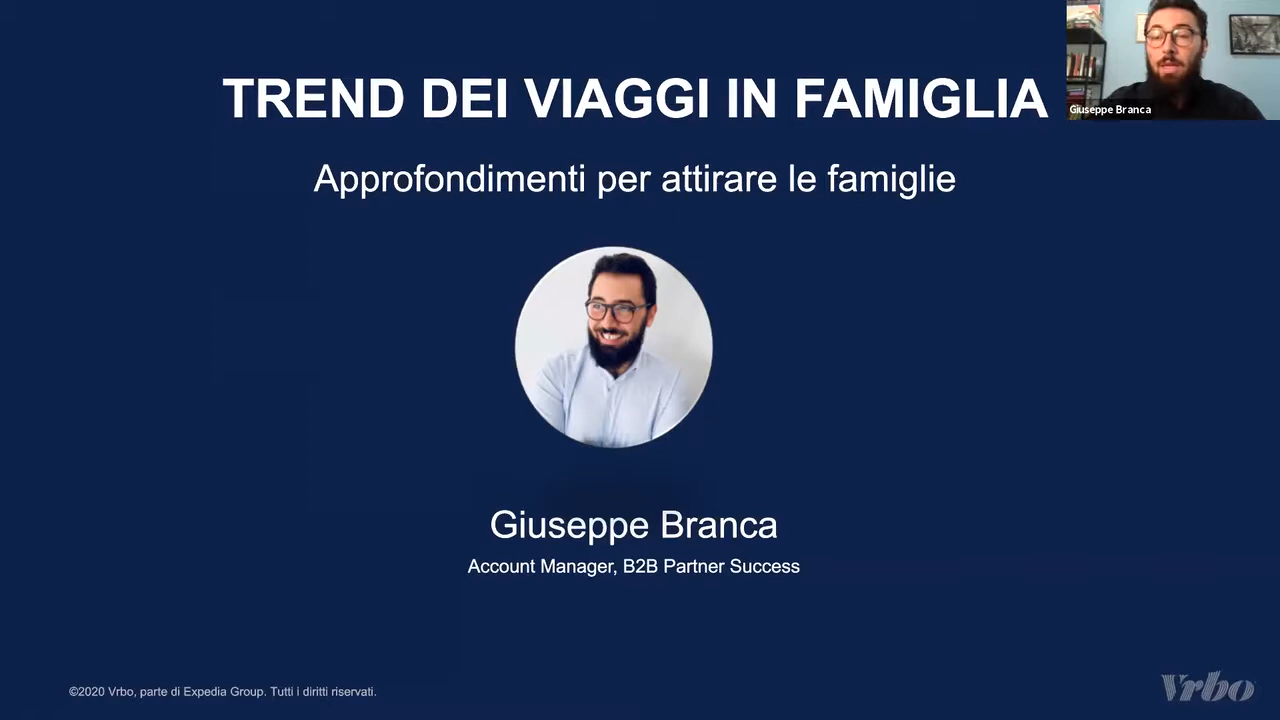 TREND DEI VIAGGI IN FAMIGLIA
Giuseppe Branca
Approfondimenti per attirare le famiglie
Giuseppe Branca
Account Manager, B2B Partner Success
©2020 Vrbo, parte di Expedia Group. Tutti i diritti riservati.
Vrbo